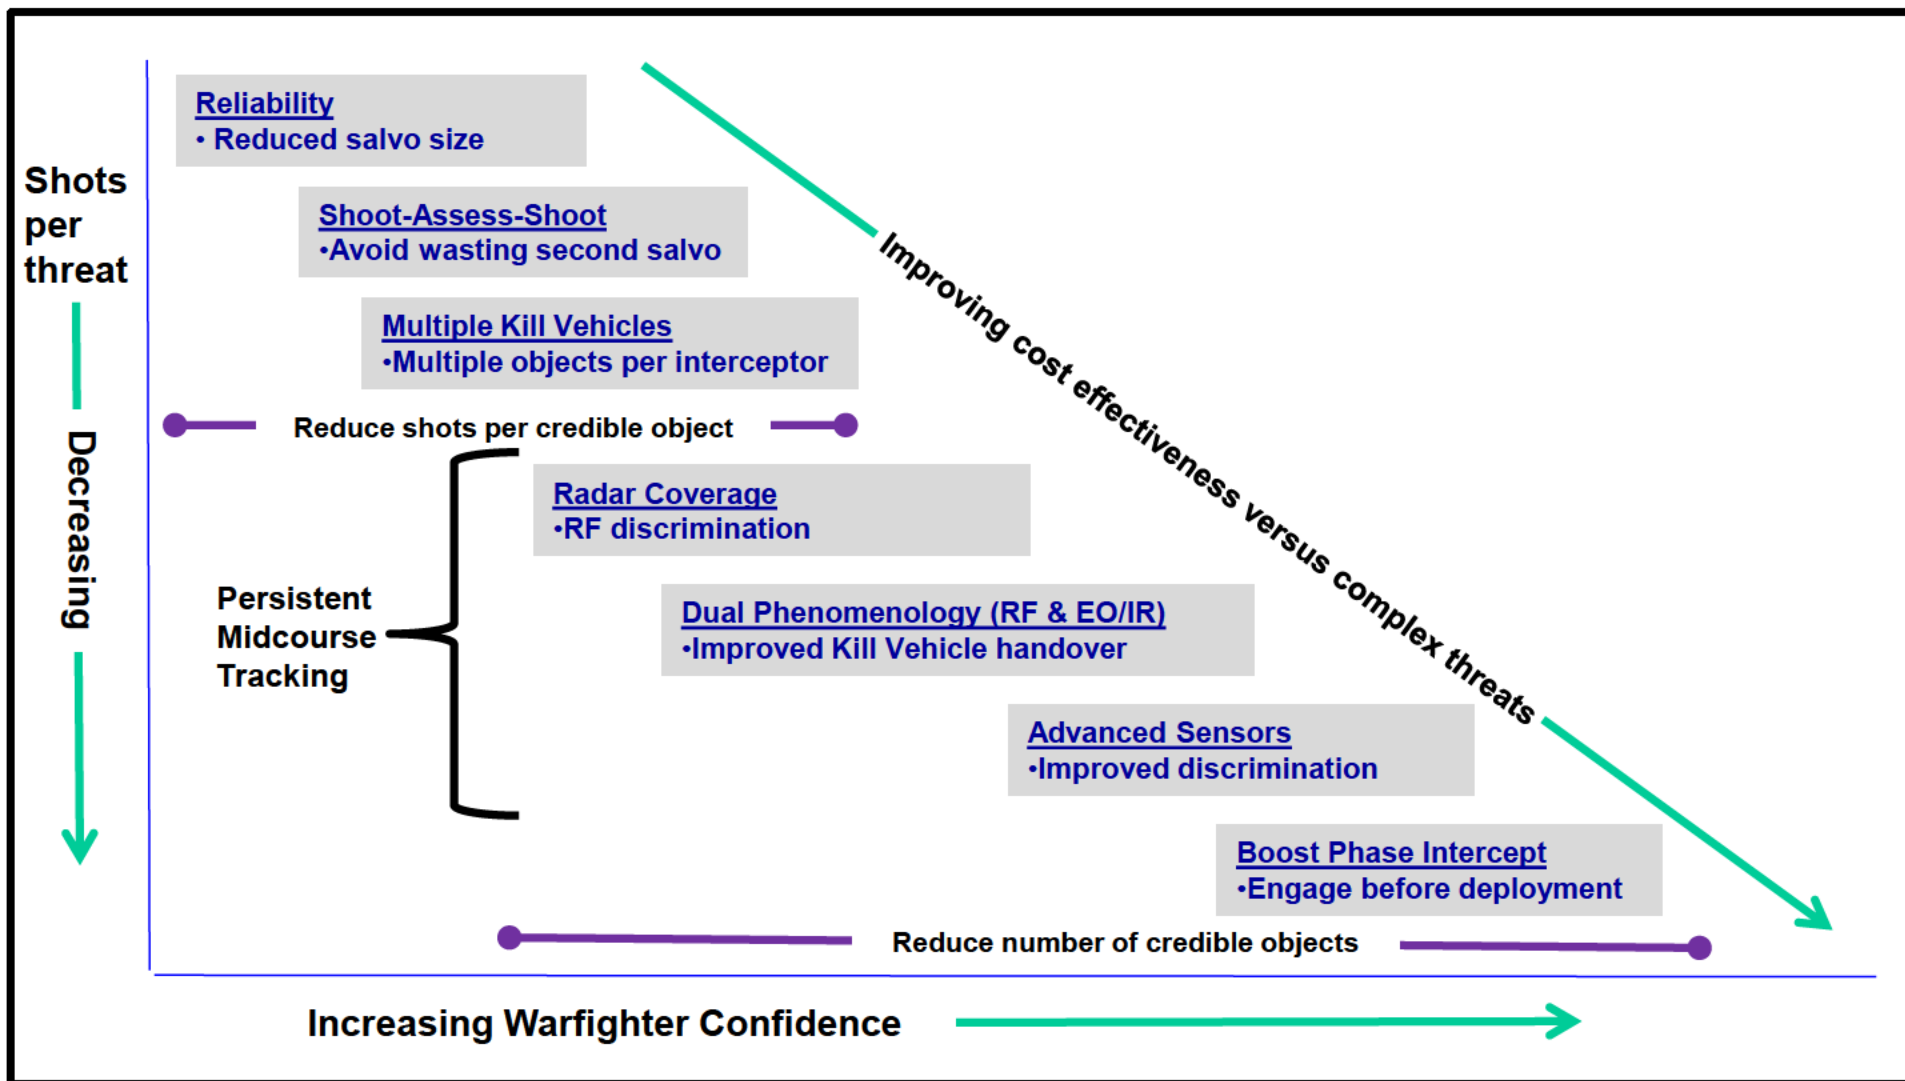 Reliability
• Reduced salvo size
Shots
per
threat
Shoot-Assess-Shoot
•Avoid wasting second salvo
Improving cost effectiveness versus complex threats
Multiple Kill Vehicles
•Multiple objects per interceptor
Reduce shots per credible object
Decreasing
Radar Coverage
•RF discrimination
Persistent
Midcourse
Tracking
Dual Phenomenology (RF & EO/IR)
•Improved Kill Vehicle handover
Advanced Sensors
•Improved discrimination
Boost Phase Intercept
•Engage before deployment
Reduce number of credible objects
Increasing Warfighter Confidence